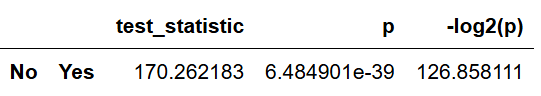 test_statistic p -log2(p)
No Yes 170.262183 6.484901e-39 126.858111